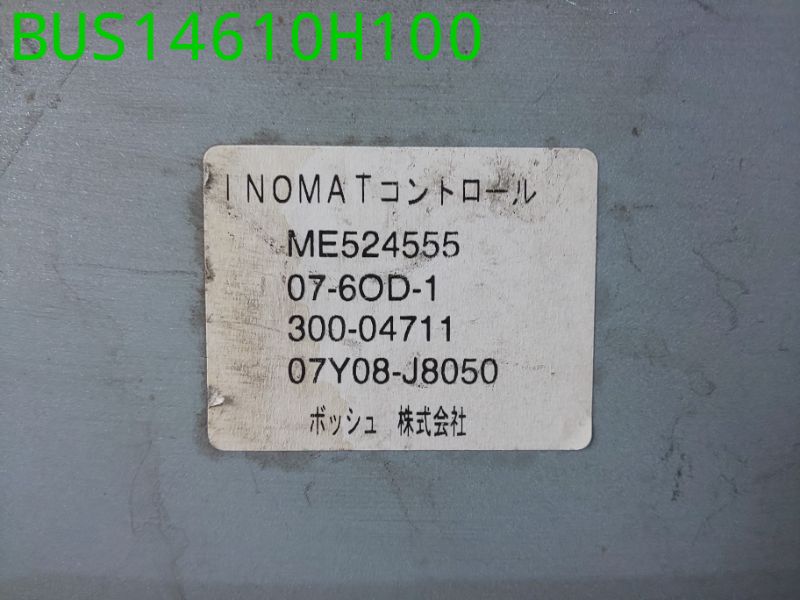 BUS14610H100
INOMATコントロール
ME524555
07-6OD-1
300-04711
07Y08-J8050
ボッシュ 株式会社